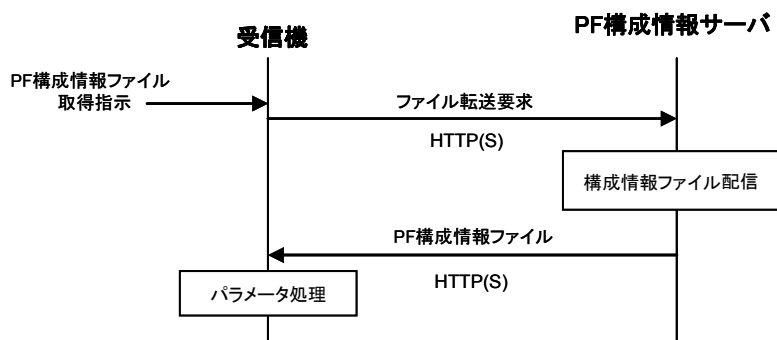 受信機
PF構成情報サーバ
PF構成情報ファイル
取得指示
ファイル転送要求
HTTP(S)
構成情報ファイル配信
PF構成情報ファイル
HTTP(S)
パラメータ処理